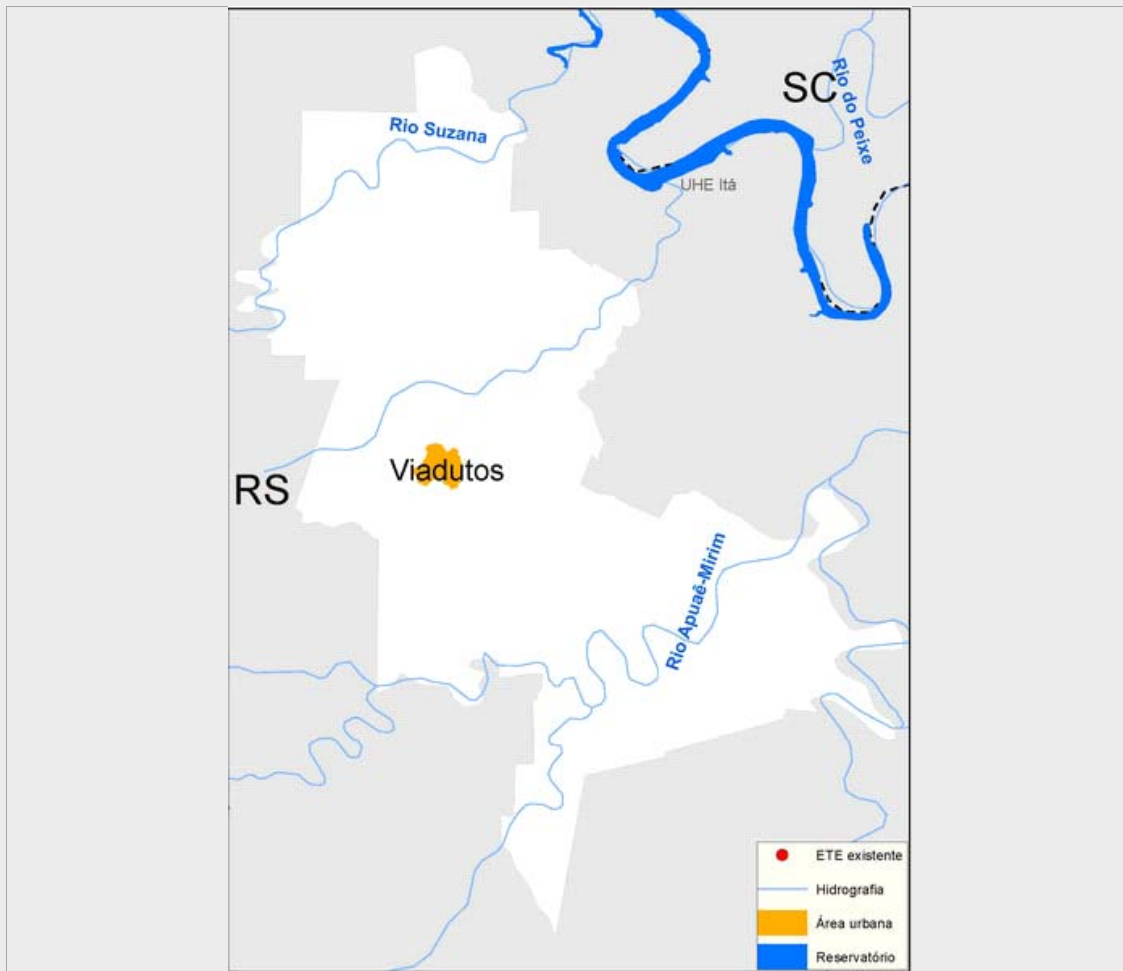 SC
Rio do Peixe
Rio Suzana
UHE Itá
Viadutos
RS
Rio Apuaê-Mirim
ETE existente
Hidrografia
Área urbana
Reservatório